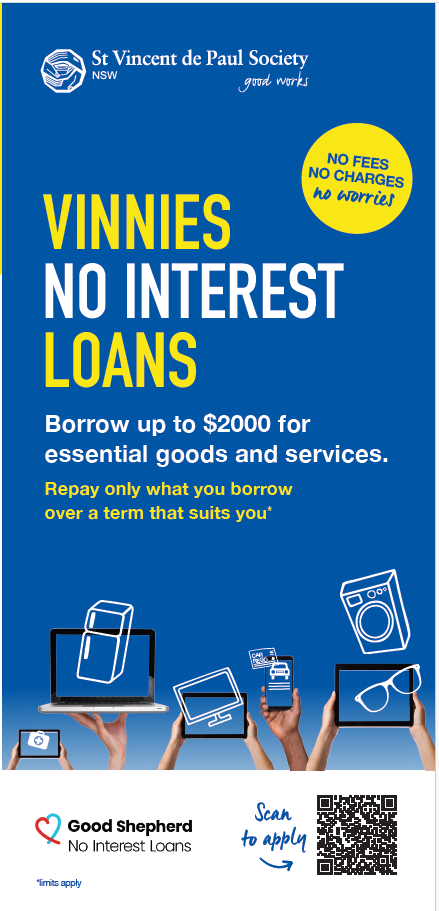 St Vincent de Paul Society
NSW
good works
NO FEES
NO CHARGES
no worries
VINNIES
NO INTEREST
LOANS
Borrow up to $2000 for
essential goods and services.
Repay only what you borrow
over a term that suits you*
CAR
REGO
Good Shepherd
No Interest Loans
Scan
to apply
*limits apply